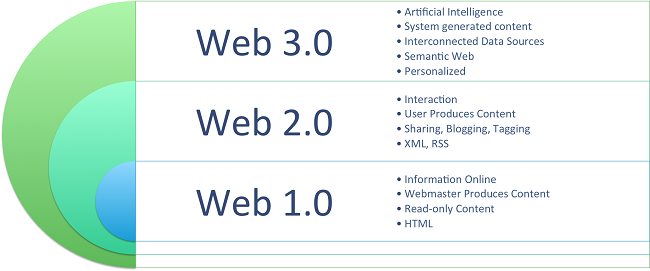 Web 3.0
• Artificial Intelligence
• System generated content
• Interconnected Data Sources
• Semantic Web
• Personalized
Web 2.0
• Interaction
• User Produces Content
• Sharing, Blogging, Tagging
• XML, RSS
Web 1.0
• Information Online
• Webmaster Produces Content
• Read-only Content
• HTML